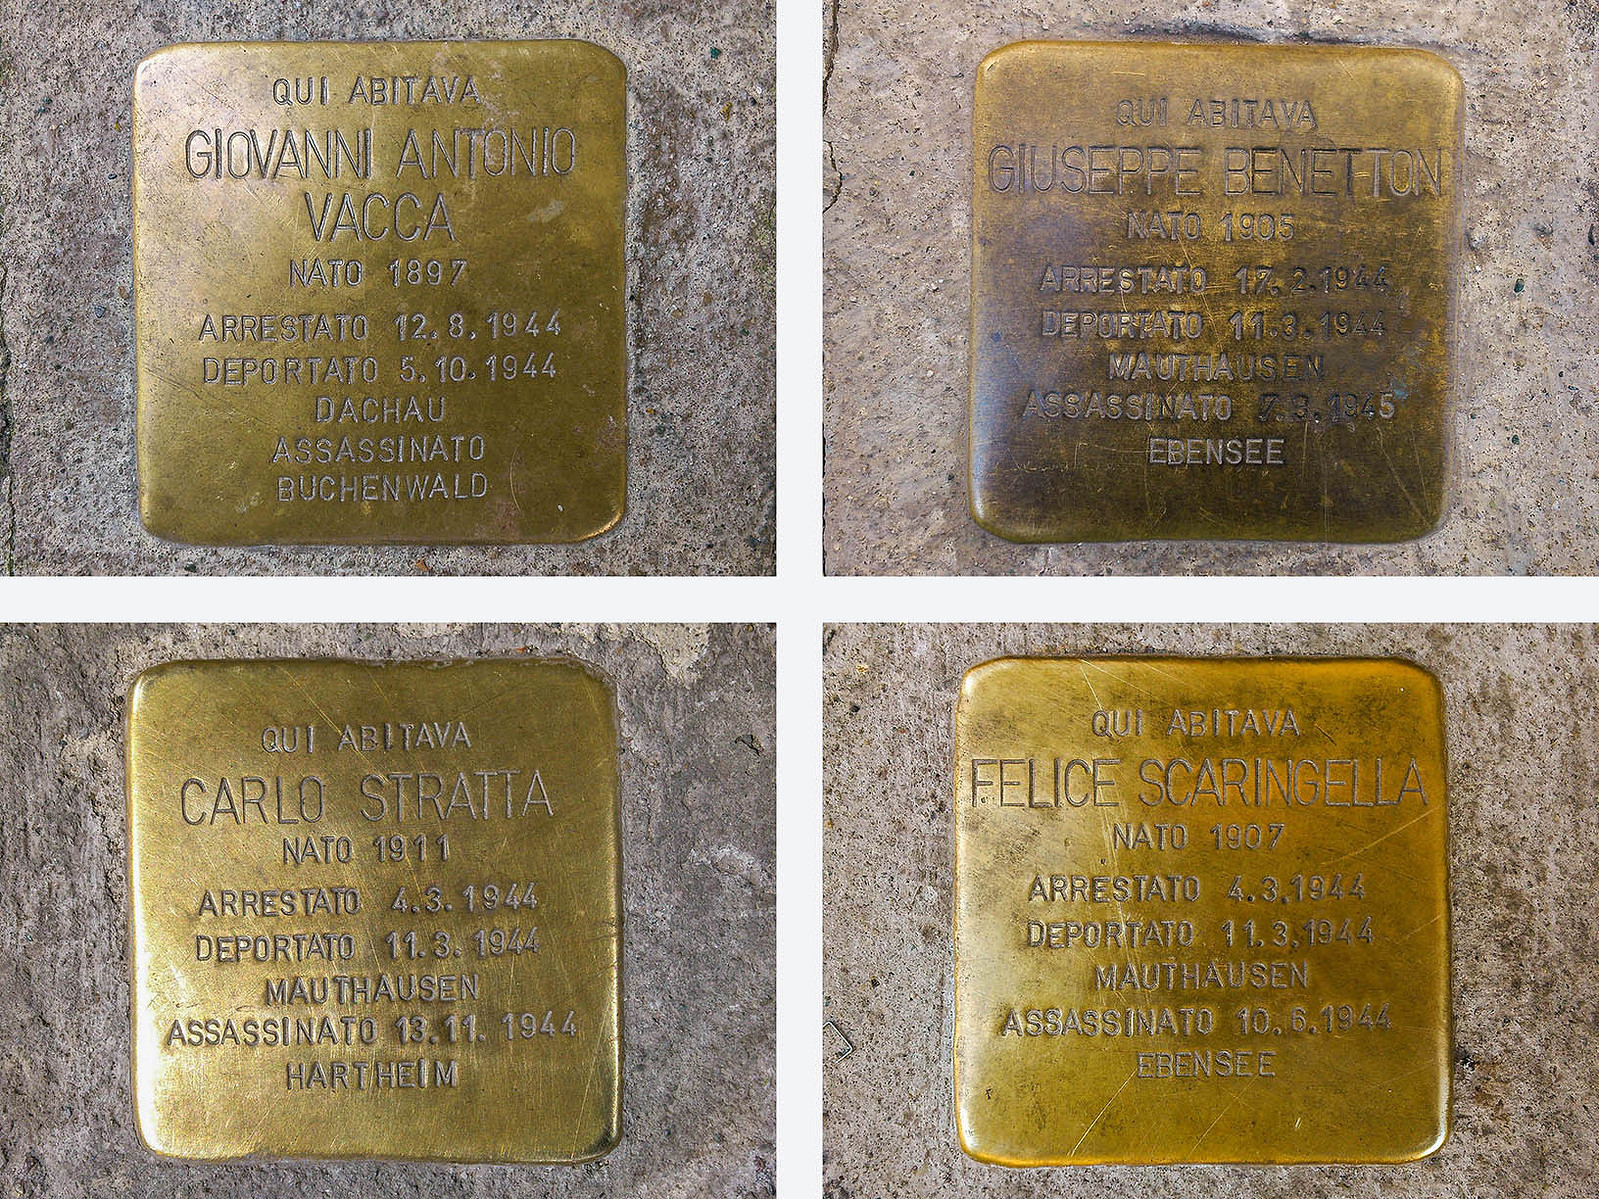 QUI ABITAVA
GIOVANNI ANTONIO
VACCA
NATO 1897
ARRESTATO 12.8.1944
DEPORTATO 5.10.1944
DACHAU
ASSASSINATO
BUCHENWALD
QUI ABITAVA
GIUSEPPE BENETTON
NATO 1905
ARRESTATO 17.2.1944
DEPORTATO 11.3.1944
MAUTHAUSEN
ASSASSINATO 7.3.1945
EBENSEE
QUI ABITAVA
CARLO STRATTA
NATO 1911
ARRESTATO 4.3.1944
DEPORTATO 11.3.1944
MAUTHAUSEN
ASSASSINATO 13.11.1944
HARTHEIM
QUI ABITAVA
FELICE SCARINGELLA
NATO 1907
ARRESTATO 4.3.1944
DEPORTATO 11.3.1944
MAUTHAUSEN
ASSASSINATO 10.6.1944
EBENSEE